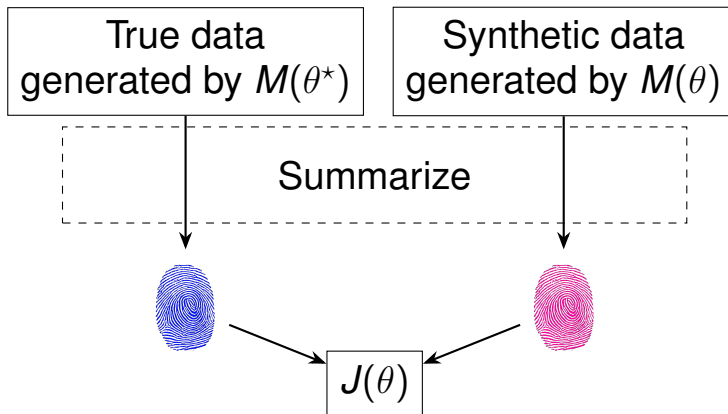 True data
generated by M(θ⋆)
Synthetic data
generated by M(θ)
Summarize
J(θ)